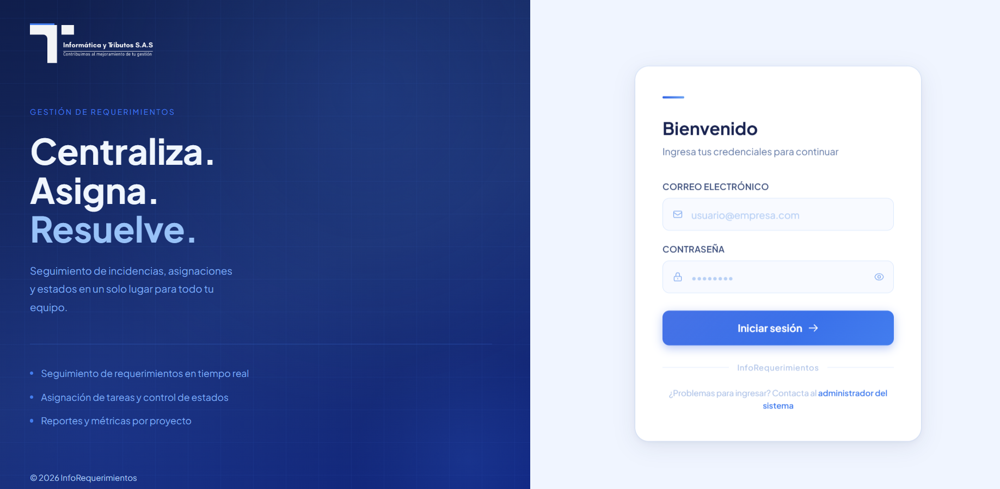 Informática y Tributos S.A.S
Contribuimos al mejoramiento de tu gestión
GESTIÓN DE REQUERIMIENTOS
Centraliza.
Asigna.
Resuelve.
Seguimiento de incidencias, asignaciones
y estados en un solo lugar para todo tu
equipo.
• Seguimiento de requerimientos en tiempo real
• Asignación de tareas y control de estados
• Reportes y métricas por proyecto
© 2026 InfoRequerimientos
Bienvenido
Ingresa tus credenciales para continuar
CORREO ELECTRÓNICO
usuario@empresa.com
CONTRASEÑA
••••••••
Iniciar sesión →
InfoRequerimientos
¿Problemas para ingresar? Contacta al administrador del
sistema